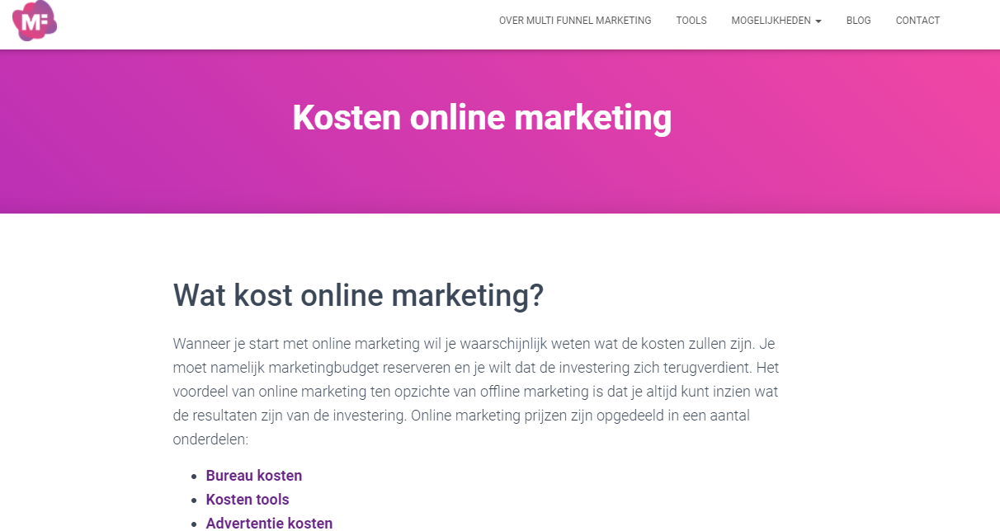 M:
OVER MULTI FUNNEL MARKETING TOOLS MOGELIJKHEDEN BLOG CONTACT
Kosten online marketing
Wat kost online marketing?
Wanneer je start met online marketing wil je waarschijnlijk weten wat de kosten zullen zijn. Je
moet namelijk marketingbudget reserveren en je wilt dat de investering zich terugverdient. Het
voordeel van online marketing ten opzichte van offline marketing is dat je altijd kunt inzien wat
de resultaten zijn van de investering. Online marketing prijzen zijn opgedeeld in een aantal
onderdelen:
Bureau kosten
Kosten tools
Advertentie kosten